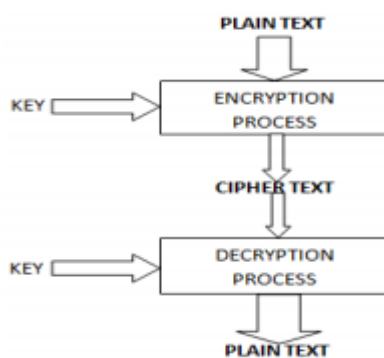 PLAIN TEXT
KEY
ENCRYPTION
PROCESS
CIPHER TEXT
KEY
DECRYPTION
PROCESS
PLAIN TEXT